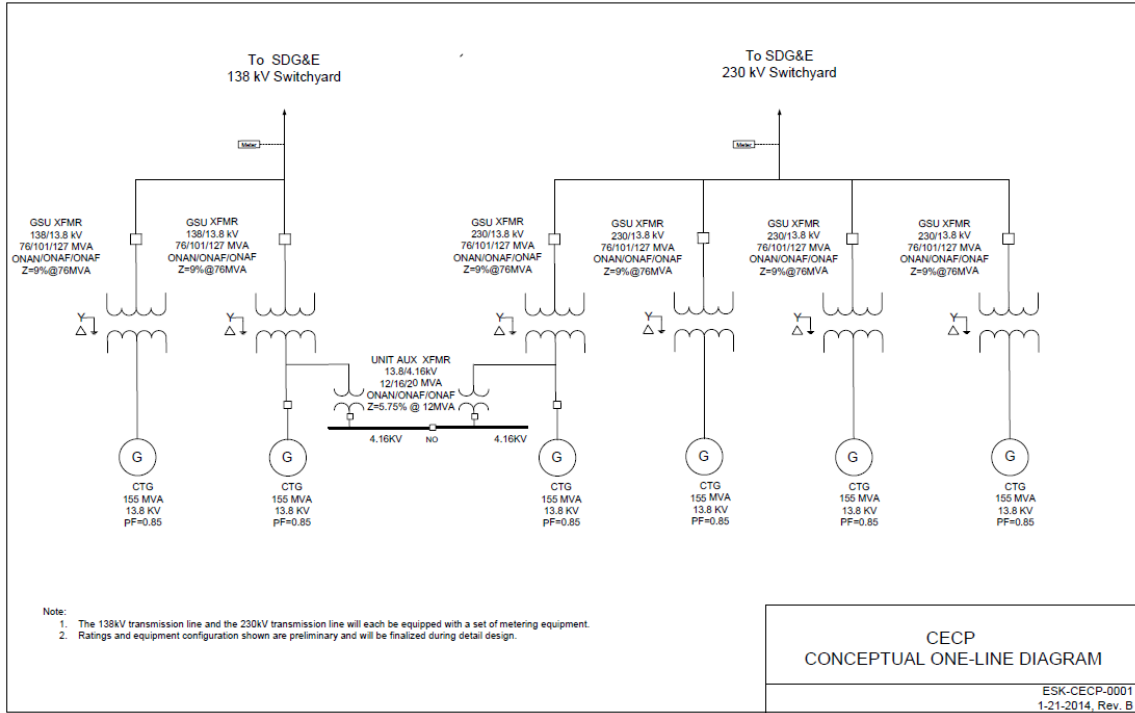 To SDG&E
138 kV Switchyard
To SDG&E
230 kV Switchyard
Meter
Meter
GSU XFMR
138/13.8 kV
76/101/127 MVA
ONAN/ONAF/ONAF
Z=9%@76MVA
GSU XFMR
138/13.8 kV
76/101/127 MVA
ONAN/ONAF/ONAF
Z=9%@76MVA
GSU XFMR
230/13.8 kV
76/101/127 MVA
ONAN/ONAF/ONAF
Z=9%@76MVA
GSU XFMR
230/13.8 kV
76/101/127 MVA
ONAN/ONAF/ONAF
Z=9%@76MVA
GSU XFMR
230/13.8 kV
76/101/127 MVA
ONAN/ONAF/ONAF
Z=9%@76MVA
GSU XFMR
230/13.8 kV
76/101/127 MVA
ONAN/ONAF/ONAF
Z=9%@76MVA
Y
Y
Y
Y
Y
Y
UNIT AUX XFMR
13.8/4.16kV
12/16/20 MVA
ONAN/ONAF/ONAF
Z=5.75% @ 12MVA
4.16KV
NO
4.16KV
G
G
G
G
G
G
CTG
155 MVA
13.8 KV
PF=0.85
CTG
155 MVA
13.8 KV
PF=0.85
CTG
155 MVA
13.8 KV
PF=0.85
CTG
155 MVA
13.8 KV
PF=0.85
CTG
155 MVA
13.8 KV
PF=0.85
CTG
155 MVA
13.8 KV
PF=0.85
Note:
1. The 138kV transmission line and the 230kV transmission line will each be equipped with a set of metering equipment.
2. Ratings and equipment configuration shown are preliminary and will be finalized during detail design.
CECP
CONCEPTUAL ONE-LINE DIAGRAM
ESK-CECP-0001
1-21-2014, Rev. B